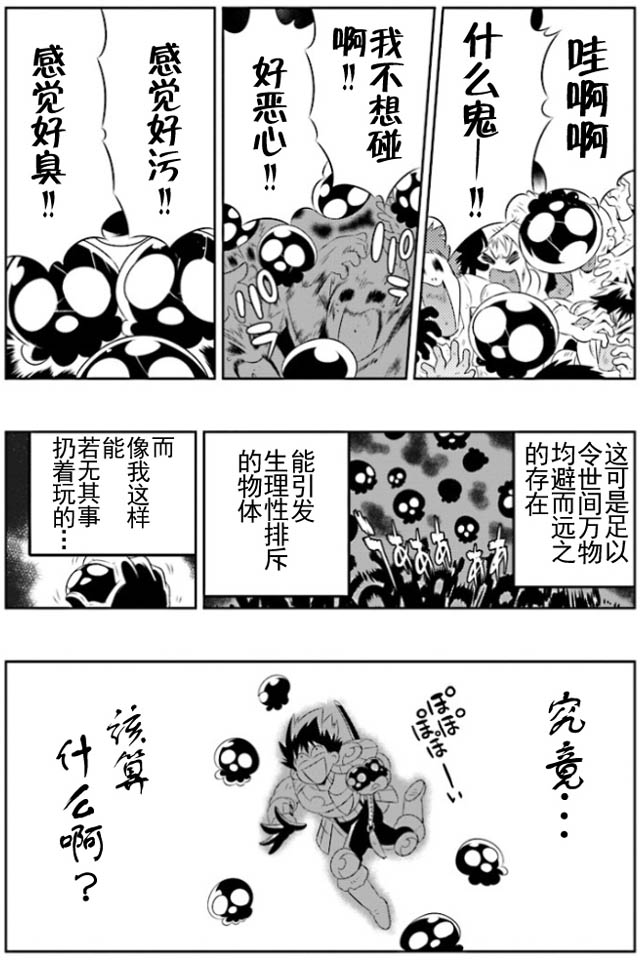 哇啊啊
什么鬼—!!
我不想碰
啊!!
好恶心!!
感觉好污!!
感觉好臭!!
这可是足以
令世间万物
均避而远之
的存在
ああああ
能引发
生理性排斥
的物体
而
像我这样
能
若无其事
扔着玩的…
究竟…
ぽぽ
ぽぽーい
该算
什么啊?